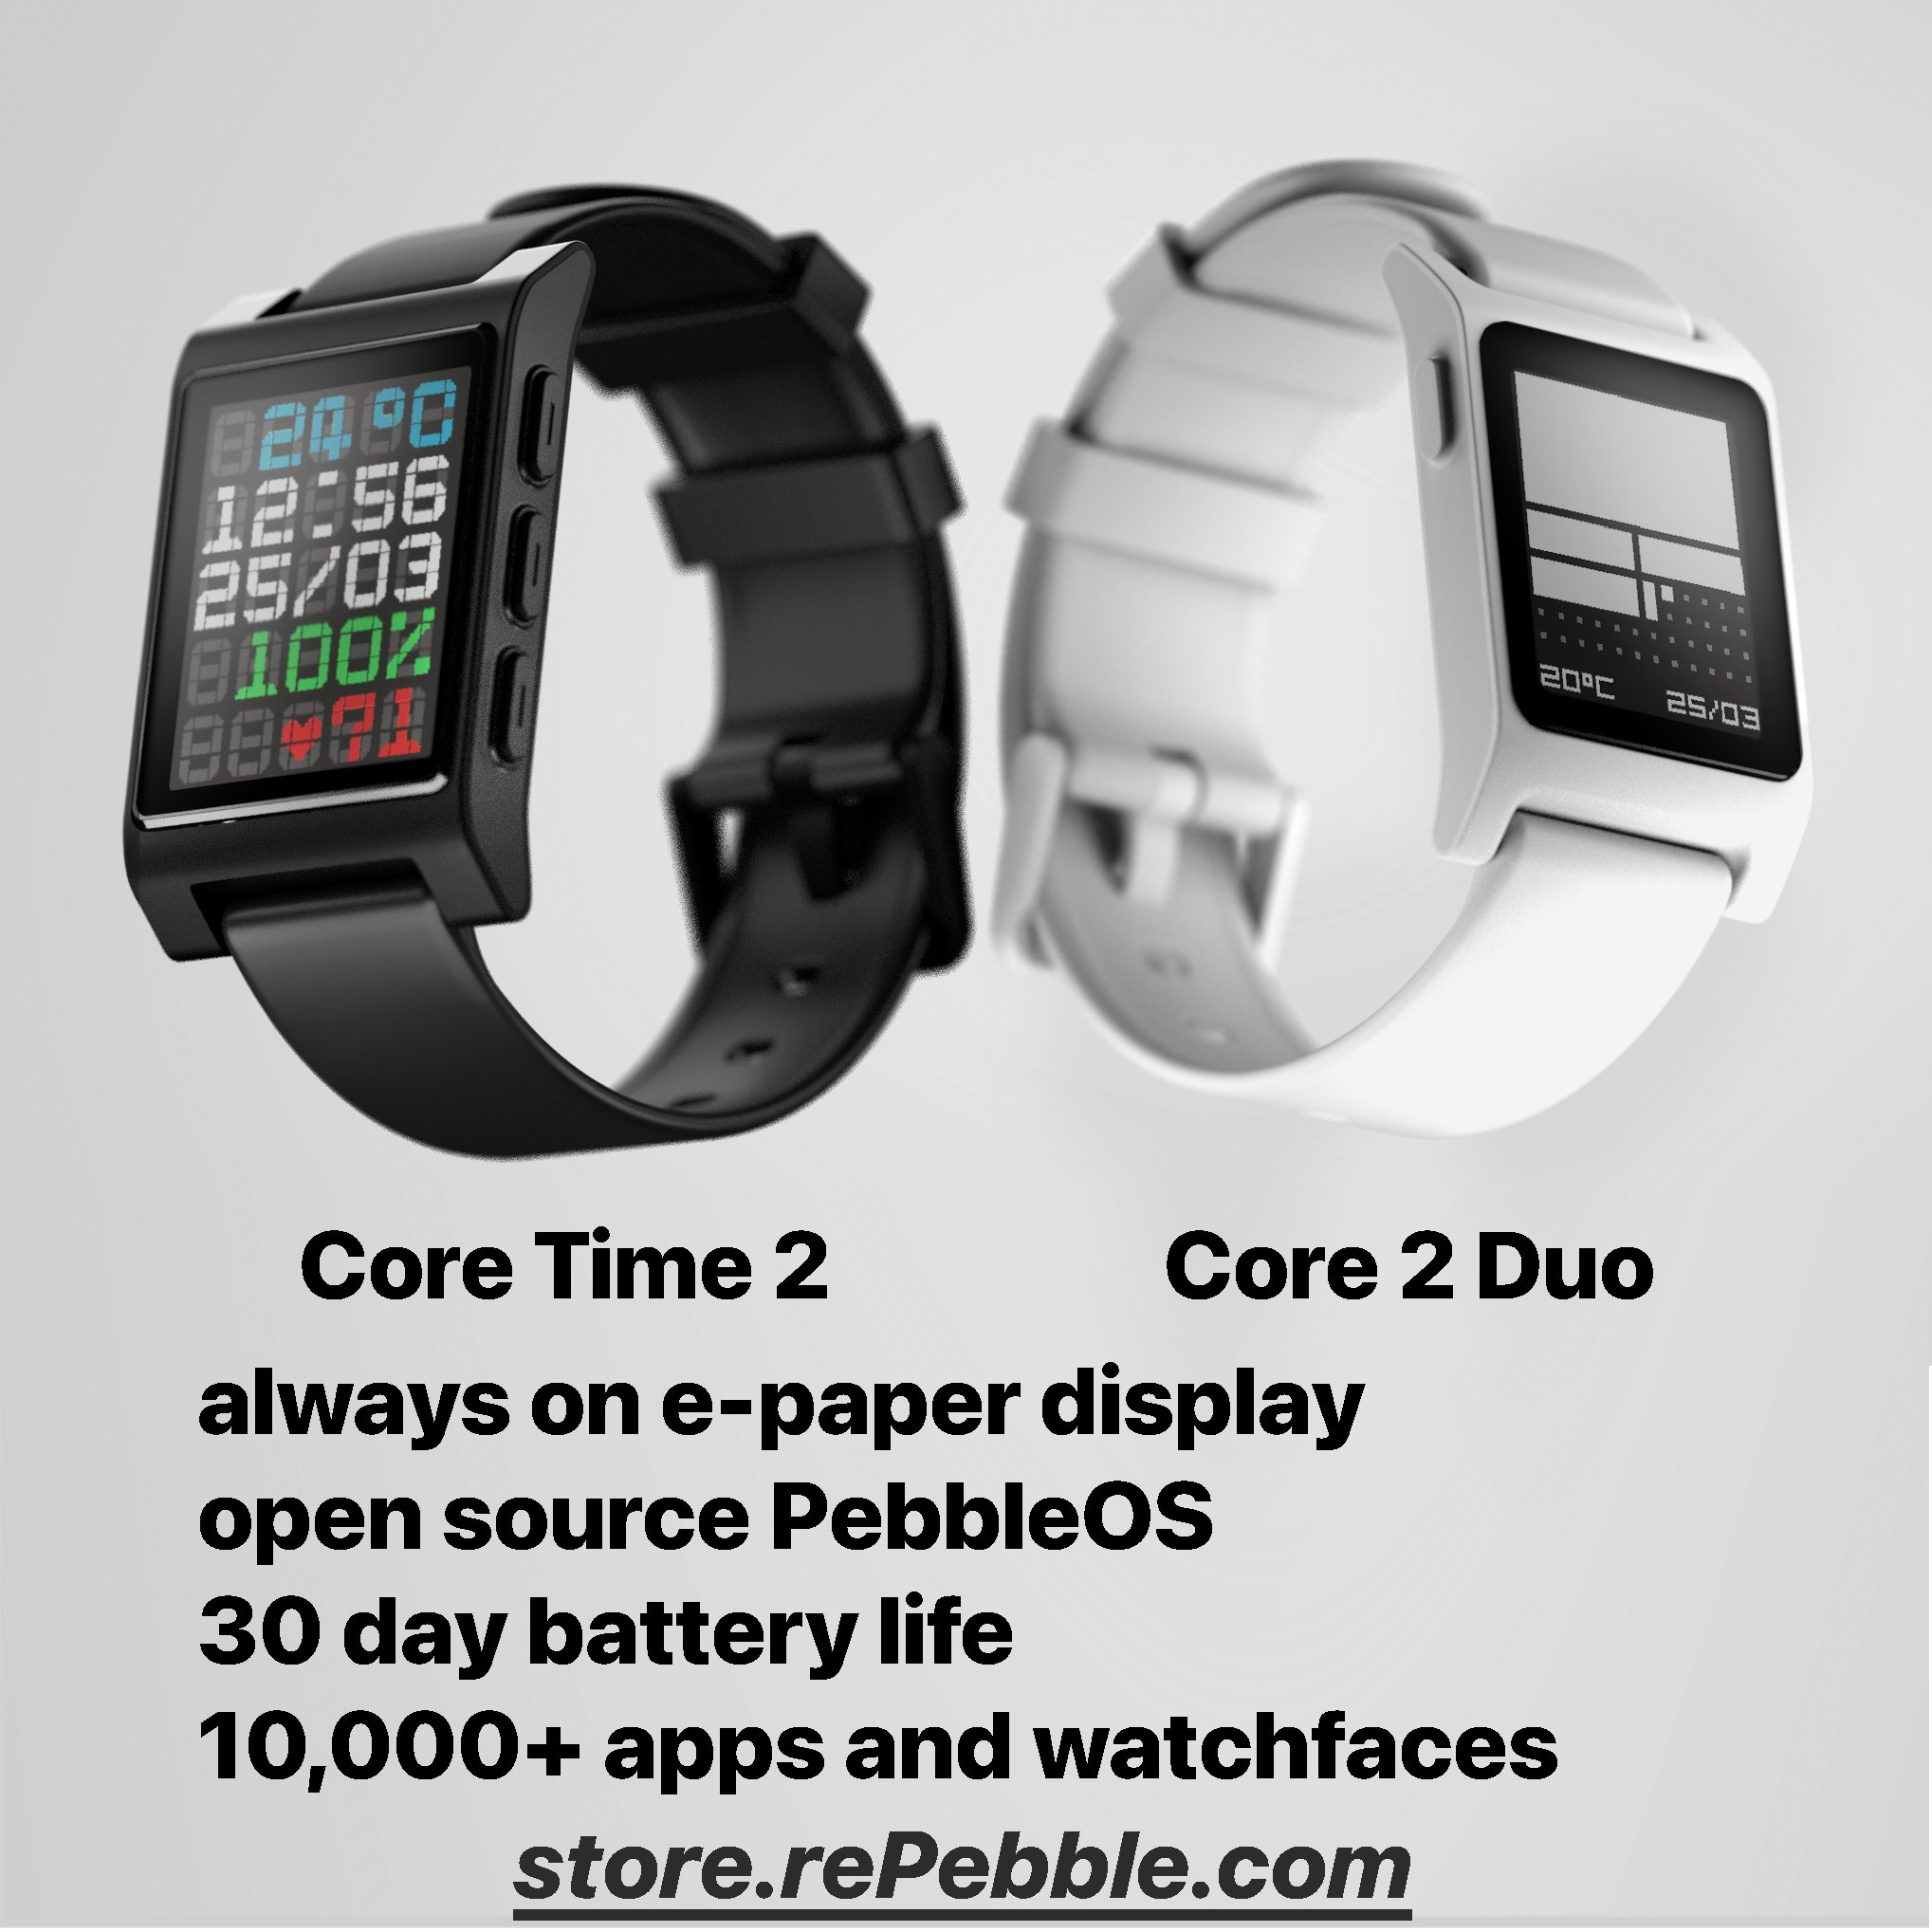 24°C
12:56
25/03
100%
♥71
20°C
25/03
Core Time 2
Core 2 Duo
always on e-paper display
open source PebbleOS
30 day battery life
10,000+ apps and watchfaces
store.rePebble.com